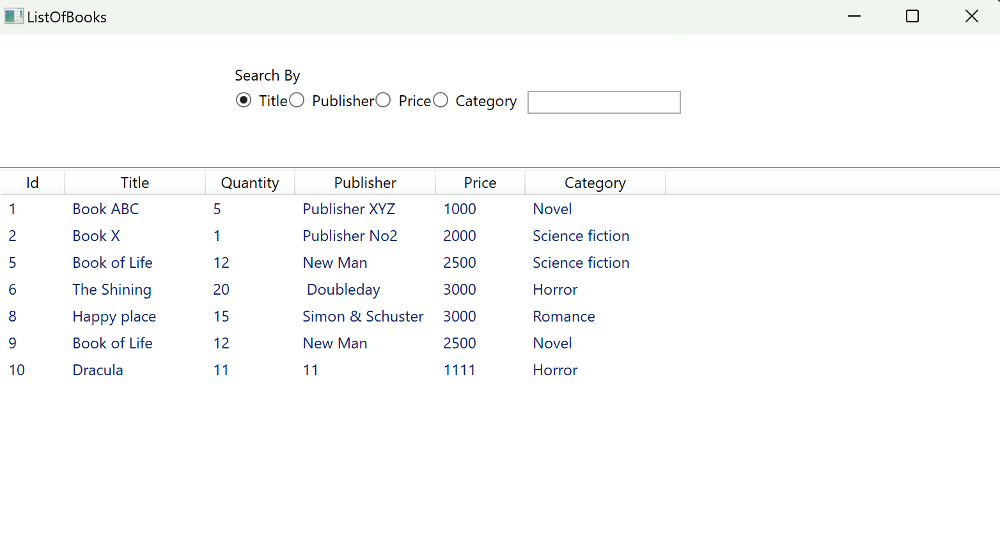 ListOfBooks
Search By
Title Publisher Price Category
Id Title Quantity Publisher Price Category
1 Book ABC 5 Publisher XYZ 1000 Novel
2 Book X 1 Publisher No2 2000 Science fiction
5 Book of Life 12 New Man 2500 Science fiction
6 The Shining 20 Doubleday 3000 Horror
8 Happy place 15 Simon & Schuster 3000 Romance
9 Book of Life 12 New Man 2500 Novel
10 Dracula 11 11 1111 Horror